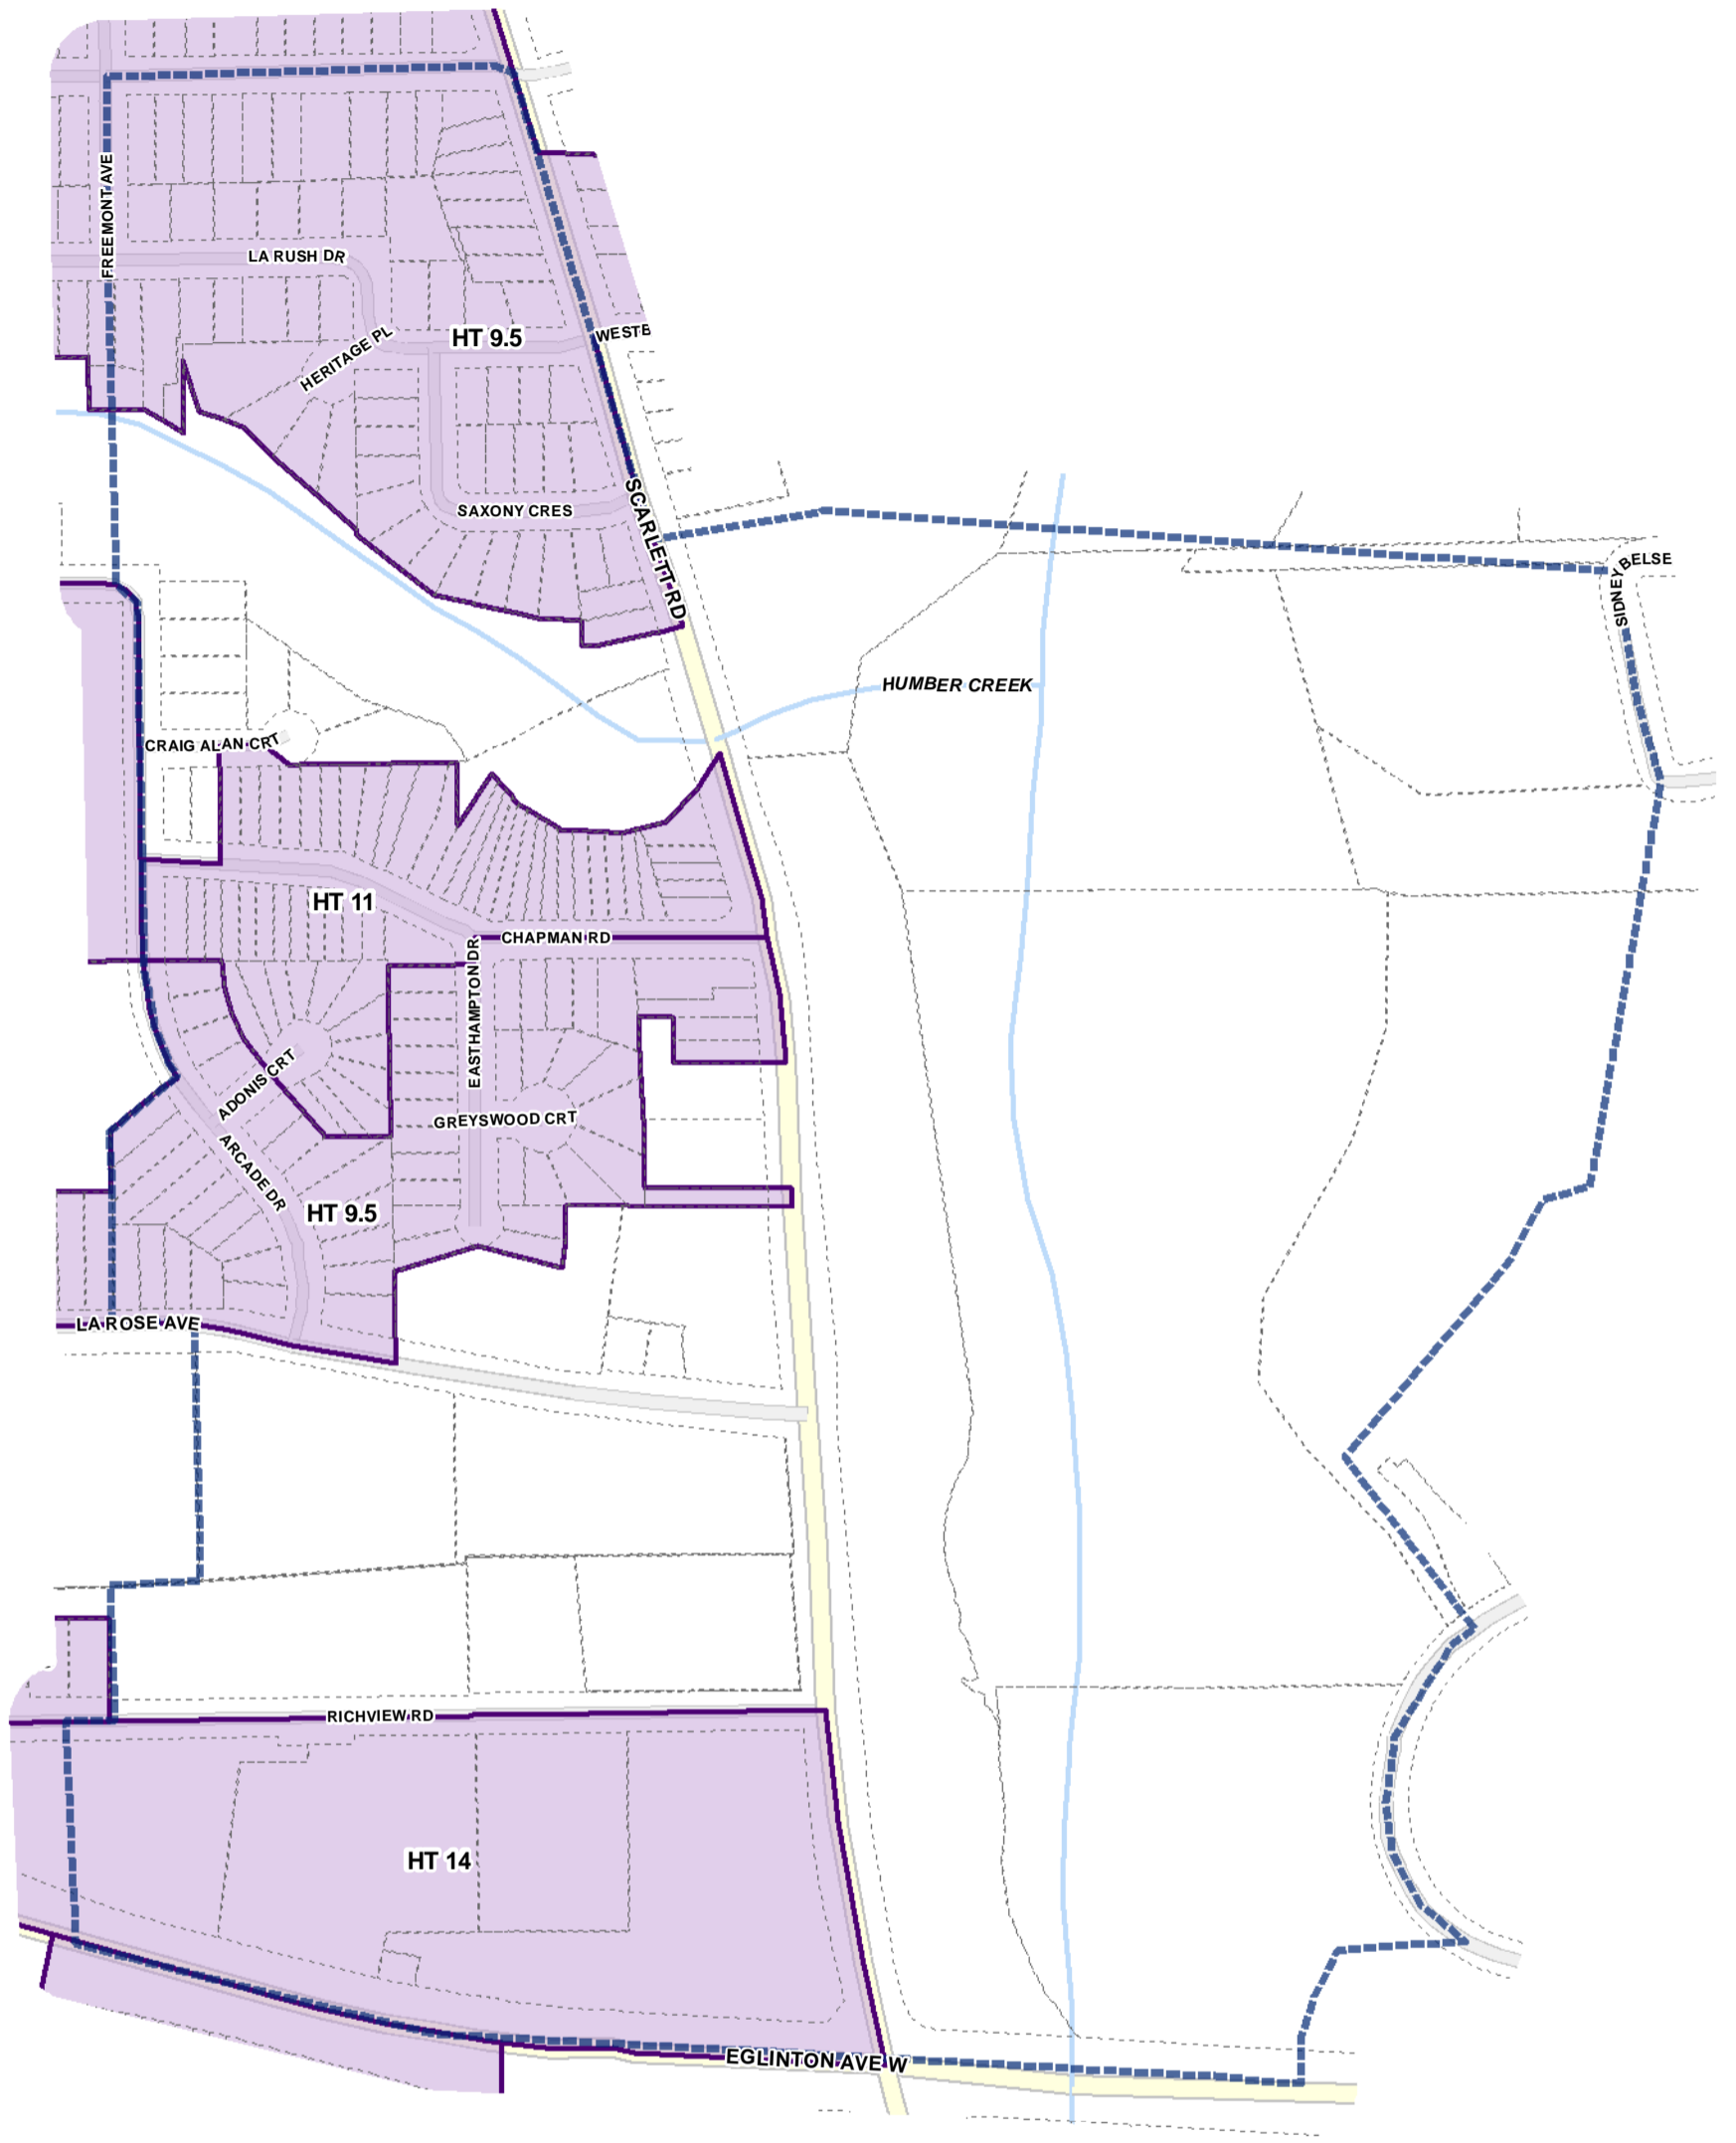 FREEMONT AVE
LA RUSH DR
HT 9.5
WESTB
HERITAGE PL
SAXONY CRES
SCARLETT RD
BELSE
SIDNEY
HUMBER CREEK
CRAIG ALAN CRT
HT 11
CHAPMAN RD
EASTHAMPTON DR
ADONIS CRT
GREYSWOOD CRT
ARCADE DR
HT 9.5
LA ROSE AVE
RICHVIEW RD
HT 14
EGLINTON AVE W